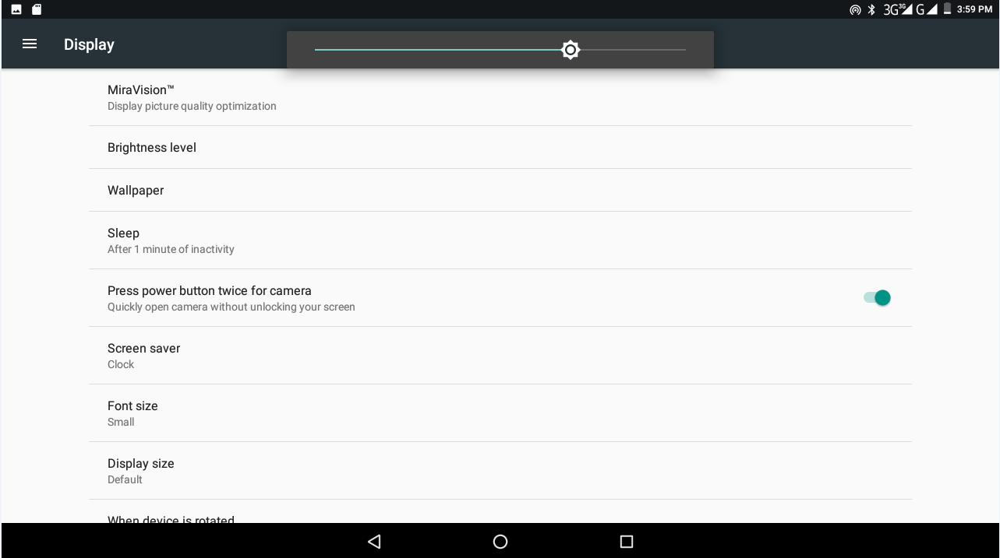 3G 3G G 3:59 PM
Display
MiraVision™
Display picture quality optimization
Brightness level
Wallpaper
Sleep
After 1 minute of inactivity
Press power button twice for camera
Quickly open camera without unlocking your screen
Screen saver
Clock
Font size
Small
Display size
Default
When device is rotated